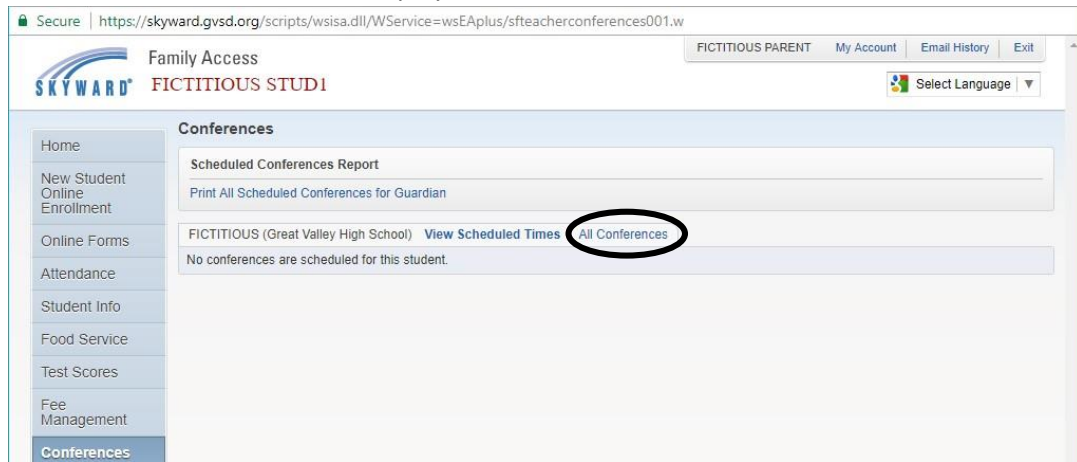 Secure | https://skyward.gvsd.org/scripts/wsisa.dll/WService=wsEAplus/sfteacherconferences001.w
FICTITIOUS PARENT My Account Email History Exit
Family Access
SKYWARD® FICTITIOUS STUD1
Select Language
Home
New Student
Online
Enrollment
Online Forms
Attendance
Student Info
Food Service
Test Scores
Fee
Management
Conferences
Conferences
Scheduled Conferences Report
Print All Scheduled Conferences for Guardian
FICTITIOUS (Great Valley High School) View Scheduled Times All Conferences
No conferences are scheduled for this student.